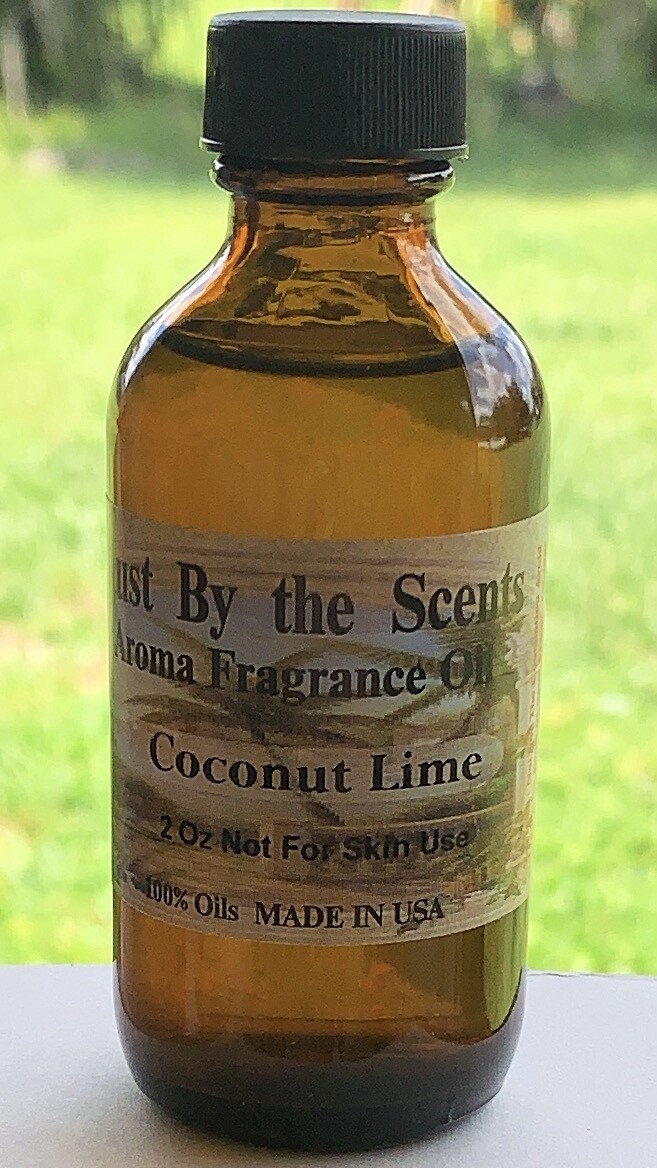 ust By the Scents
Aroma Fragrance Oil
Coconut Lime
2 Oz Not For Skin Use
100% Oils MADE IN USA